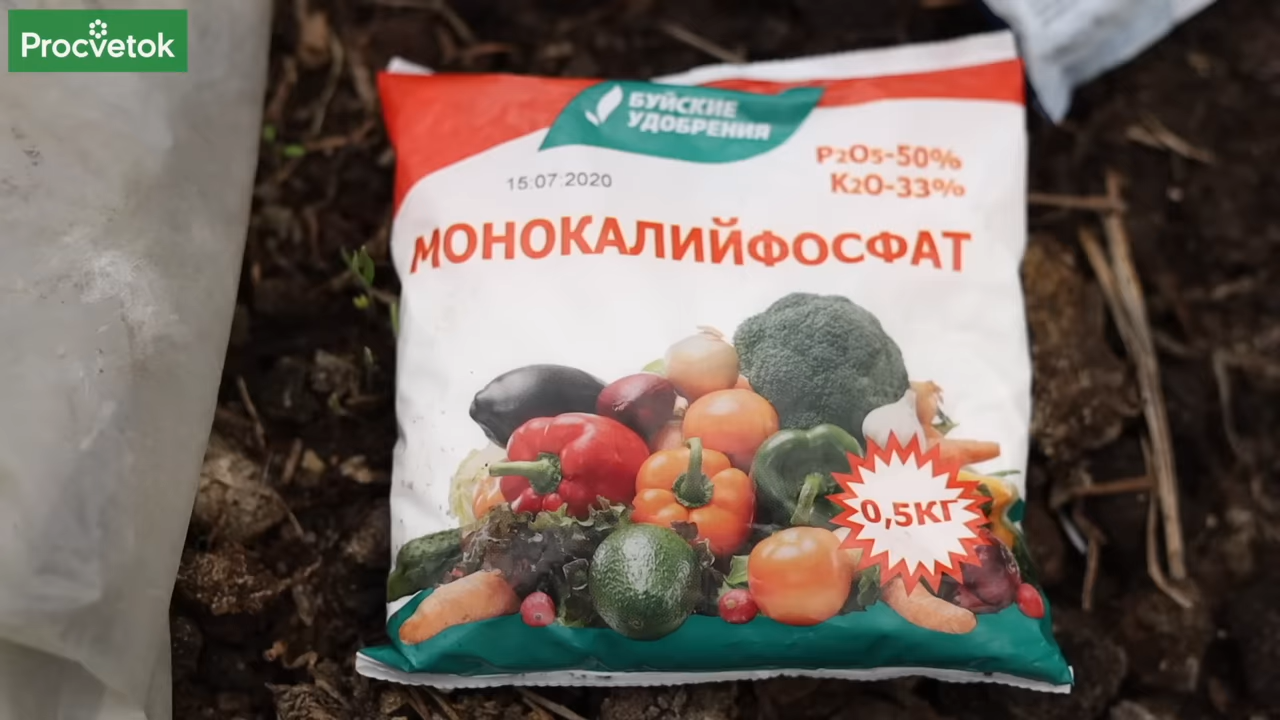 Procvetok
БУЙСКИЕ
УДОБРЕНИЯ
P2O5-50%
K2O-33%
15:07:2020
МОНОКАЛИЙФОСФАТ
0,5КГ